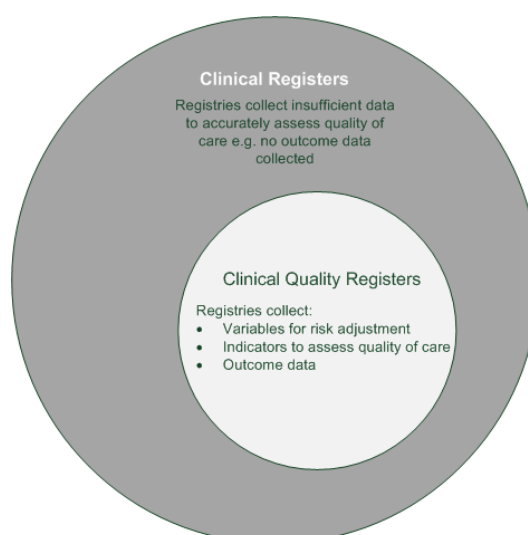 Clinical Registers
Registries collect insufficient data
to accurately assess quality of
care e.g. no outcome data
collected
Clinical Quality Registers
Registries collect:
• Variables for risk adjustment
• Indicators to assess quality of care
• Outcome data